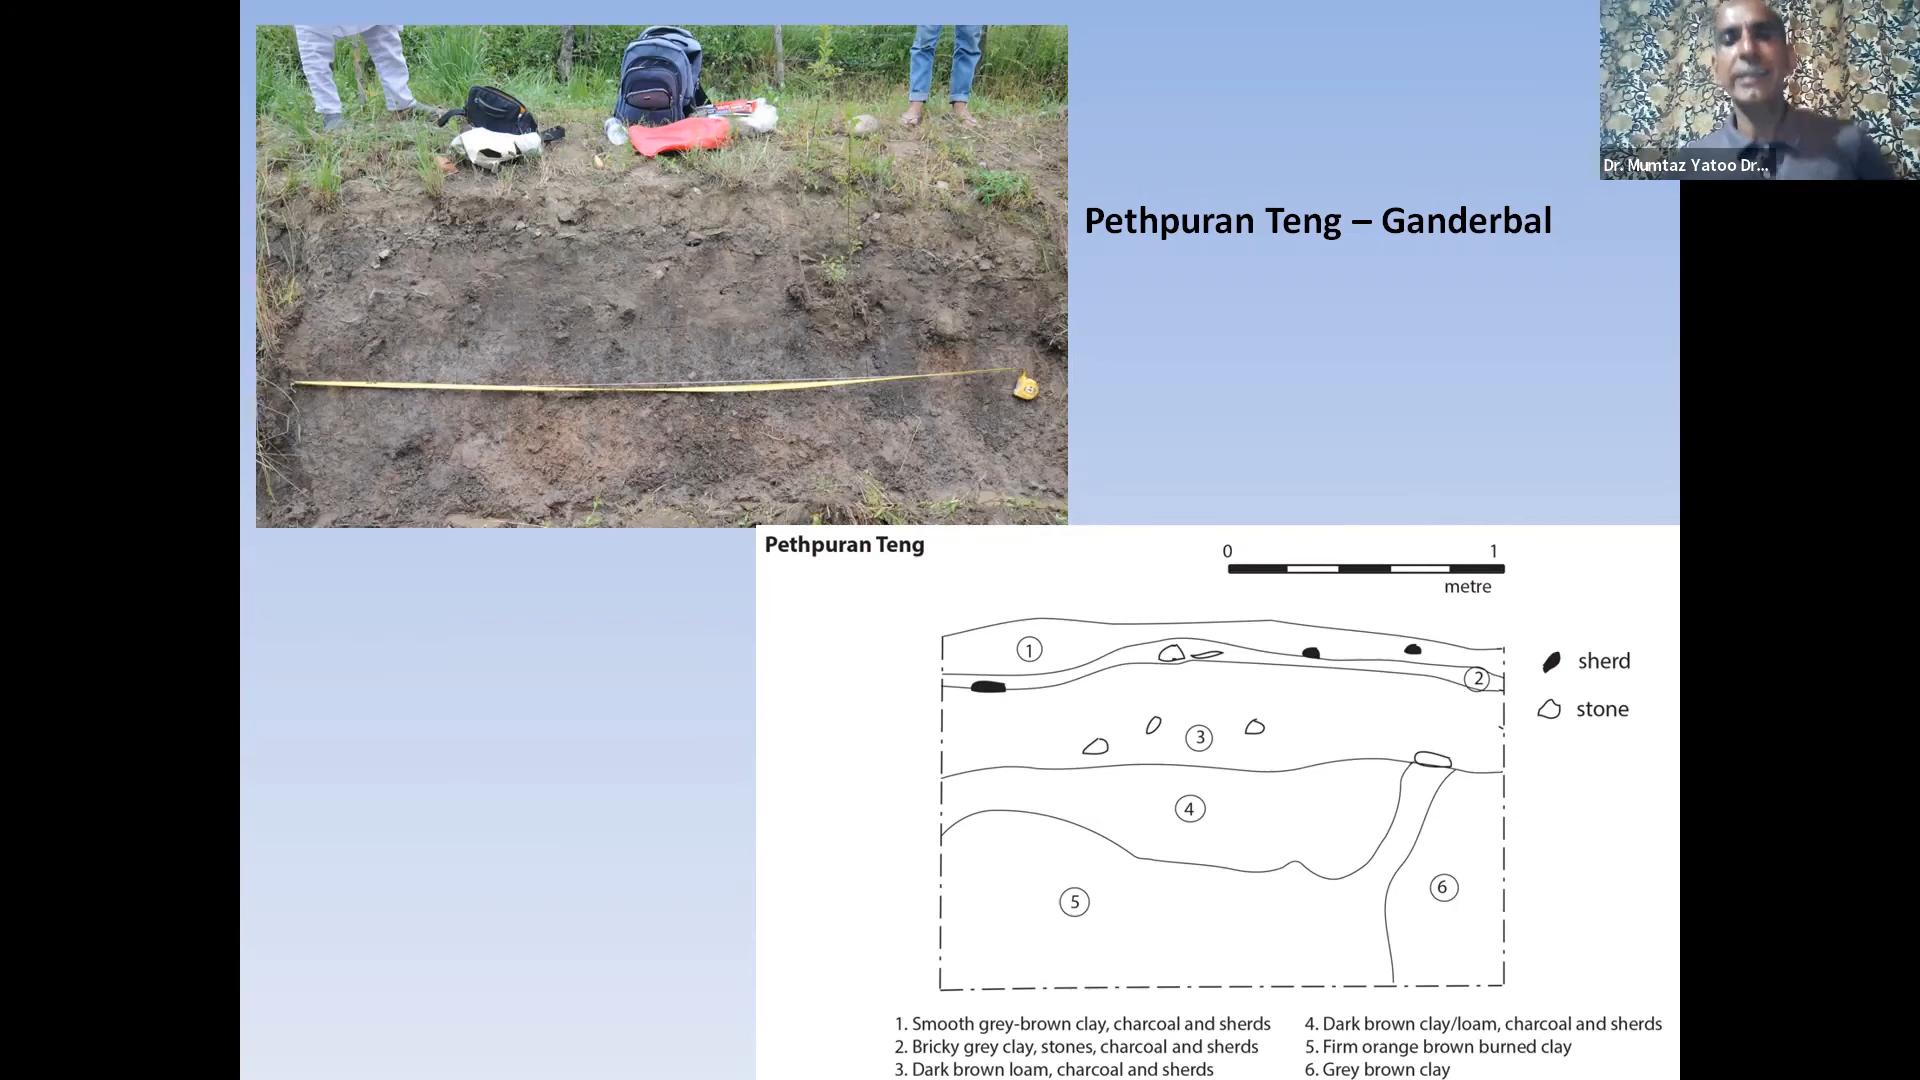 Dr. Mumtaz Yatoo Dr...
Pethpuran Teng – Ganderbal
Pethpuran Teng
0 1
metre
sherd
stone
1
2
3
4
5
6
1. Smooth grey-brown clay, charcoal and sherds
2. Bricky grey clay, stones, charcoal and sherds
3. Dark brown loam, charcoal and sherds
4. Dark brown clay/loam, charcoal and sherds
5. Firm orange brown burned clay
6. Grey brown clay